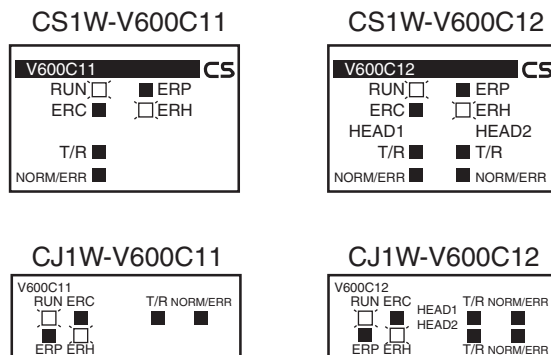 CS1W-V600C11
V600C11 CS
RUN ERP
ERC ERH
T/R
NORM/ERR
CS1W-V600C12
V600C12 CS
RUN ERP
ERC ERH
HEAD1 HEAD2
T/R T/R
NORM/ERR NORM/ERR
CJ1W-V600C11
V600C11
RUN ERC T/R NORM/ERR
ERP ERH
CJ1W-V600C12
V600C12
RUN ERC T/R NORM/ERR
HEAD1
HEAD2
ERP ERH T/R NORM/ERR